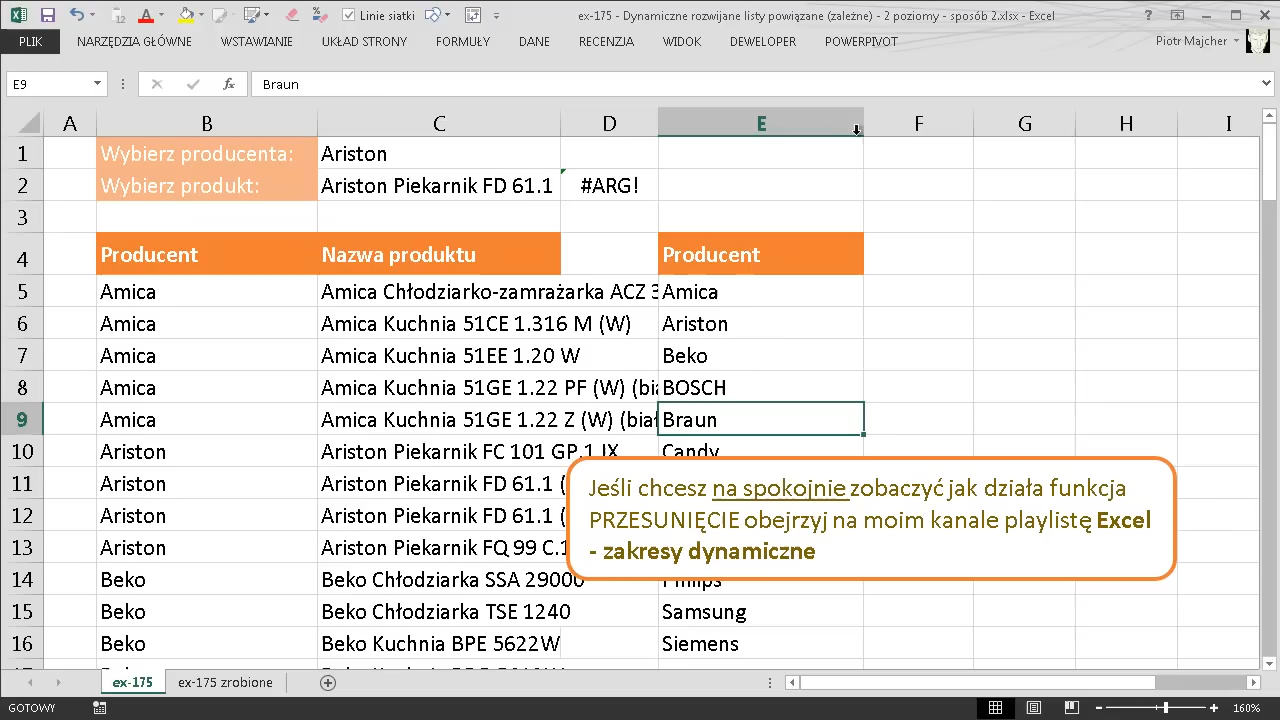 ex-175 - Dynamiczne rozwijane listy powiązane (zależne) - 2 poziomy - sposób 2.xlsx - Excel
Linie siatki
PLIK NARZĘDZIA GŁÓWNE WSTAWIANIE UKŁAD STRONY FORMUŁY DANE RECENZJA WIDOK DEWELOPER POWERPIVOT Piotr Majcher
E9 fx Braun
A B C D E F G H I
1 Wybierz producenta: Ariston
2 Wybierz produkt: Ariston Piekarnik FD 61.1 #ARG!
3
4 Producent Nazwa produktu Producent
5 Amica Amica Chłodziarko-zamrażarka ACZ 3 Amica
6 Amica Amica Kuchnia 51CE 1.316 M (W) Ariston
7 Amica Amica Kuchnia 51EE 1.20 W Beko
8 Amica Amica Kuchnia 51GE 1.22 PF (W) (bia BOSCH
9 Amica Amica Kuchnia 51GE 1.22 Z (W) (biał Braun
10 Ariston Ariston Piekarnik FC 101 GP.1 IX Candy
11 Ariston Ariston Piekarnik FD 61.1 (
12 Ariston Ariston Piekarnik FD 61.1 (
13 Ariston Ariston Piekarnik FQ 99 C.1
14 Beko Beko Chłodziarka SSA 29000 Philips
15 Beko Beko Chłodziarka TSE 1240 Samsung
16 Beko Beko Kuchnia BPE 5622W Siemens
Jeśli chcesz na spokojnie zobaczyć jak działa funkcja
PRZESUNIĘCIE obejrzyj na moim kanale playlistę Excel
- zakresy dynamiczne
ex-175 ex-175 zrobione
GOTOWY 160%